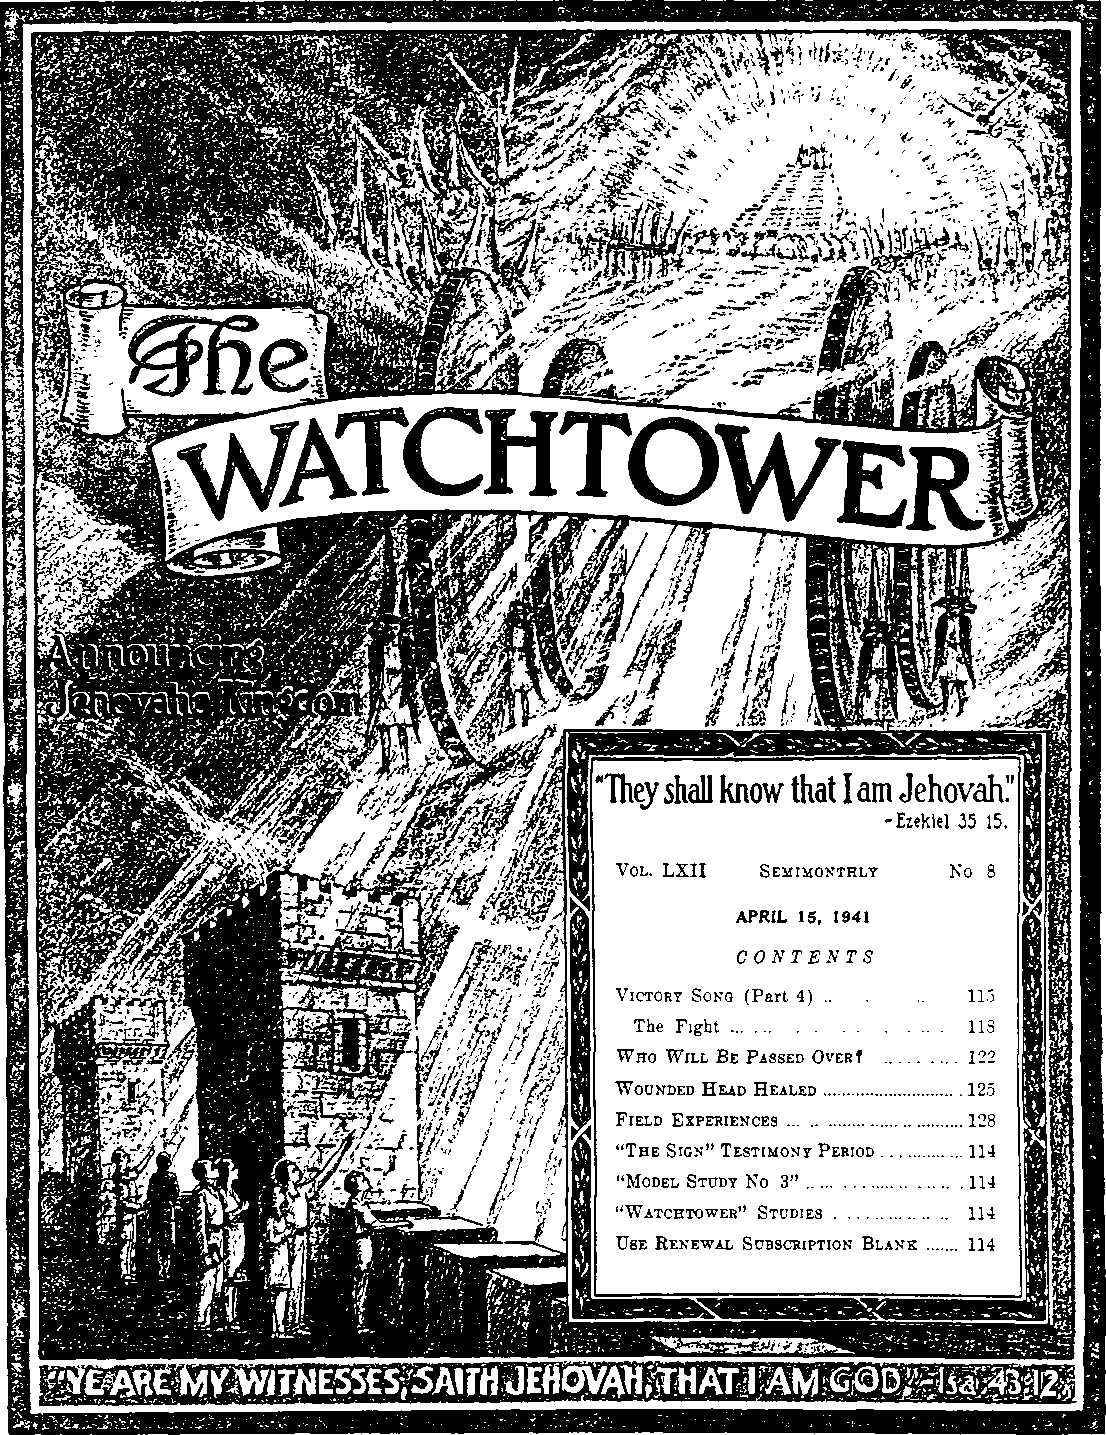 The
WATCHTOWER
Announcing
Jehovah's Kingdom
"They shall know that I am Jehovah."
-Ezekiel 35 15.
VOL. LXII SEMIMONTHLY No 8
APRIL 15, 1941
CONTENTS
VICTORY SONG (Part 4) .. . .. 115
The Fight ... ... . . . . . .. . 118
WHO WILL BE PASSED OVER? ........ 122
WOUNDED HEAD HEALED ............................. 125
FIELD EXPERIENCES ... .. ............................ 128
"THE SIGN" TESTIMONY PERIOD ............... 114
"MODEL STUDY No 3" ............................ 114
"WATCHTOWER" STUDIES ................ 114
USE RENEWAL SUBSCRIPTION BLANK ....... 114
"YE ARE MY WITNESSES, SAITH JEHOVAH, THAT I AM GOD."-Isa. 43:12.